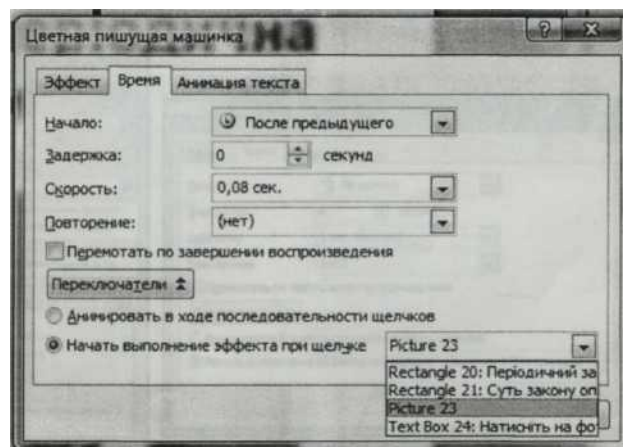 Цветная пишущая машинка
Эффект Время Анимация текста
Начало: После предыдущего
Задержка: 0 секунд
Скорость: 0,08 сек.
Повторение: (нет)
Перемотать по завершении воспроизведения
Переключатели
Анимировать в ходе последовательности щелчков
Начать выполнение эффекта при щелчке Picture 23
Rectangle 20: Періодичний за
Rectangle 21: Суть закону оп
Picture 23
Text Box 24: Натисніть на фо